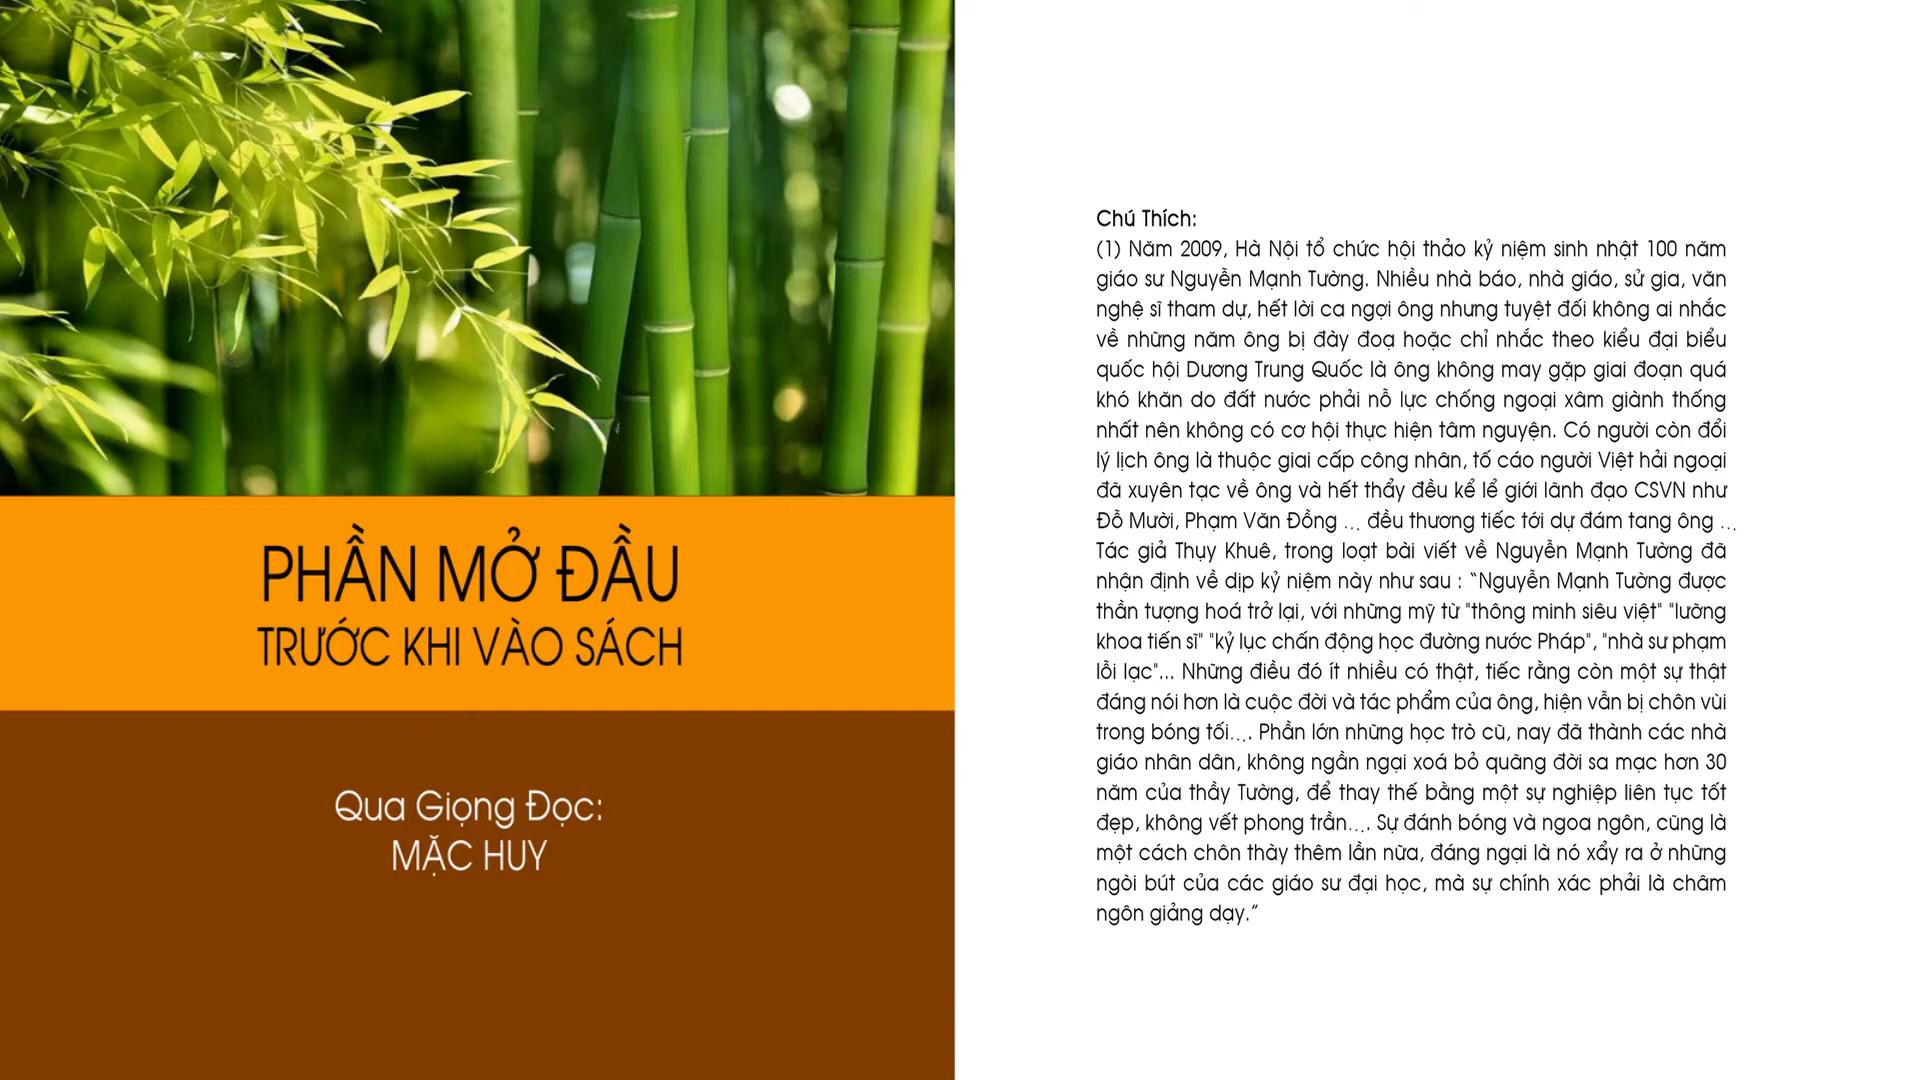 PHẦN MỞ ĐẦU
TRƯỚC KHI VÀO SÁCH
Qua Giọng Đọc:
MẶC HUY
Chú Thích:
(1) Năm 2009, Hà Nội tổ chức hội thảo kỷ niệm sinh nhật 100 năm
giáo sư Nguyễn Mạnh Tường. Nhiều nhà báo, nhà giáo, sử gia, văn
nghệ sĩ tham dự, hết lời ca ngợi ông nhưng tuyệt đối không ai nhắc
về những năm ông bị đày đoạ hoặc chỉ nhắc theo kiểu đại biểu
quốc hội Dương Trung Quốc là ông không may gặp giai đoạn quá
khó khăn do đất nước phải nỗ lực chống ngoại xâm giành thống
nhất nên không có cơ hội thực hiện tâm nguyện. Có người còn đổi
lý lịch ông là thuộc giai cấp công nhân, tố cáo người Việt hải ngoại
đã xuyên tạc về ông và hết thẩy đều kể lể giới lãnh đạo CSVN như
Đỗ Mười, Phạm Văn Đồng ... đều thương tiếc tới dự đám tang ông ...
Tác giả Thụy Khuê, trong loạt bài viết về Nguyễn Mạnh Tường đã
nhận định về dịp kỷ niệm này như sau : “Nguyễn Mạnh Tường được
thần tượng hoá trở lại, với những mỹ từ "thông minh siêu việt" "lưỡng
khoa tiến sĩ" "kỷ lục chấn động học đường nước Pháp", "nhà sư phạm
lỗi lạc"... Những điều đó ít nhiều có thật, tiếc rằng còn một sự thật
đáng nói hơn là cuộc đời và tác phẩm của ông, hiện vẫn bị chôn vùi
trong bóng tối.... Phần lớn những học trò cũ, nay đã thành các nhà
giáo nhân dân, không ngần ngại xoá bỏ quãng đời sa mạc hơn 30
năm của thầy Tường, để thay thế bằng một sự nghiệp liên tục tốt
đẹp, không vết phong trần.... Sự đánh bóng và ngoa ngôn, cũng là
một cách chôn thày thêm lần nữa, đáng ngại là nó xẩy ra ở những
ngòi bút của các giáo sư đại học, mà sự chính xác phải là châm
ngôn giảng dạy.”